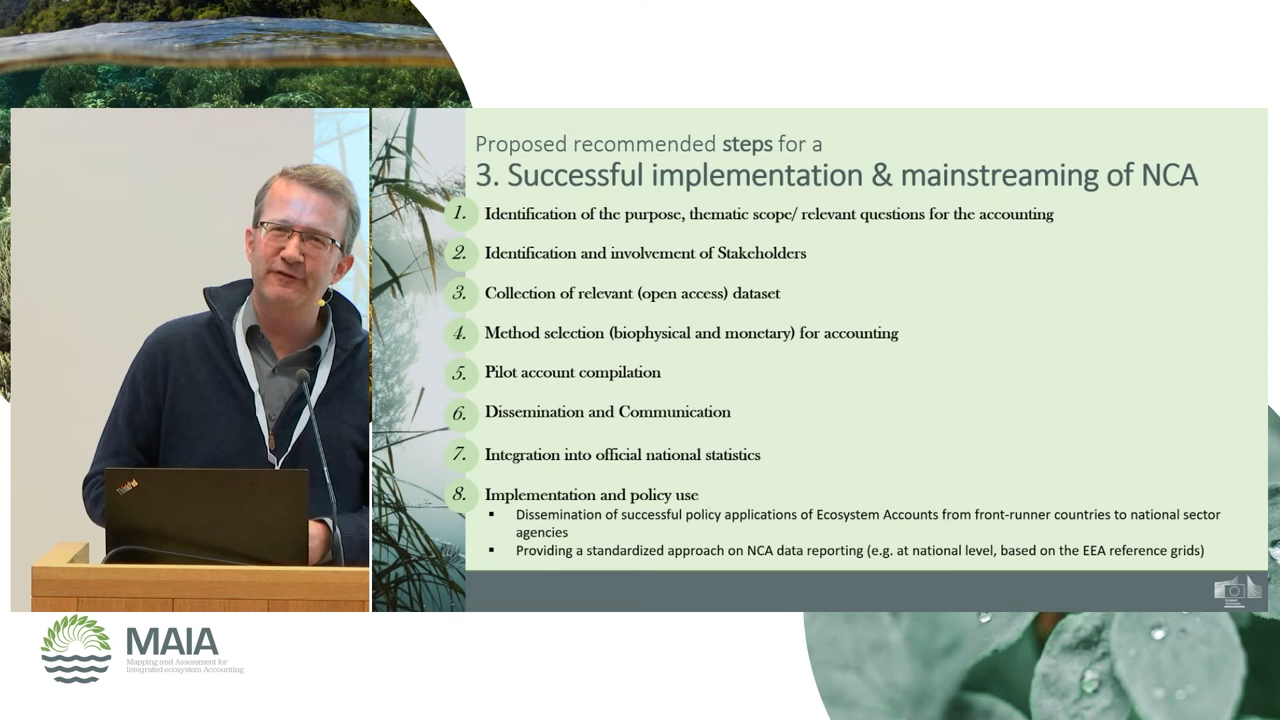 Proposed recommended steps for a
3. Successful implementation & mainstreaming of NCA
1. Identification of the purpose, thematic scope/ relevant questions for the accounting
2. Identification and involvement of Stakeholders
3. Collection of relevant (open access) dataset
4. Method selection (biophysical and monetary) for accounting
5. Pilot account compilation
6. Dissemination and Communication
7. Integration into official national statistics
8. Implementation and policy use
▪ Dissemination of successful policy applications of Ecosystem Accounts from front-runner countries to national sector
agencies
▪ Providing a standardized approach on NCA data reporting (e.g. at national level, based on the EEA reference grids)
ThinkPad
MAIA
Mapping and Assessment for
Integrated ecosystem Accounting